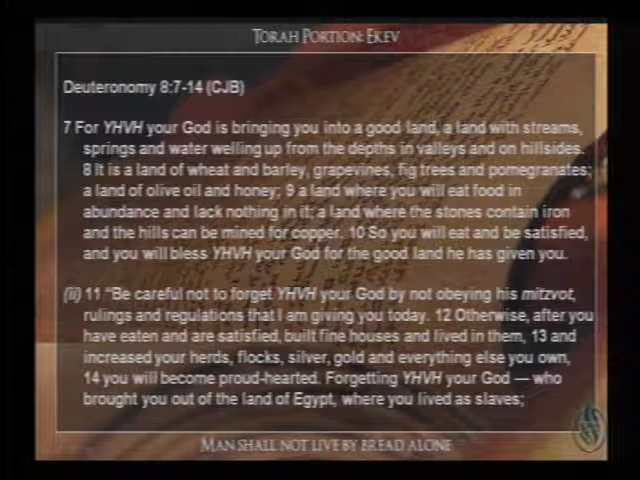 TORAH PORTION: EKEV
Deuteronomy 8:7-14 (CJB)
7 For YHVH your God is bringing you into a good land, a land with streams,
springs and water welling up from the depths in valleys and on hillsides.
8 It is a land of wheat and barley, grapevines, fig trees and pomegranates;
a land of olive oil and honey; 9 a land where you will eat food in
abundance and lack nothing in it; a land where the stones contain iron
and the hills can be mined for copper. 10 So you will eat and be satisfied,
and you will bless YHVH your God for the good land he has given you.
(ii) 11 “Be careful not to forget YHVH your God by not obeying his mitzvot,
rulings and regulations that I am giving you today. 12 Otherwise, after you
have eaten and are satisfied, built fine houses and lived in them, 13 and
increased your herds, flocks, silver, gold and everything else you own,
14 you will become proud-hearted. Forgetting YHVH your God — who
brought you out of the land of Egypt, where you lived as slaves;
MAN SHALL NOT LIVE BY BREAD ALONE